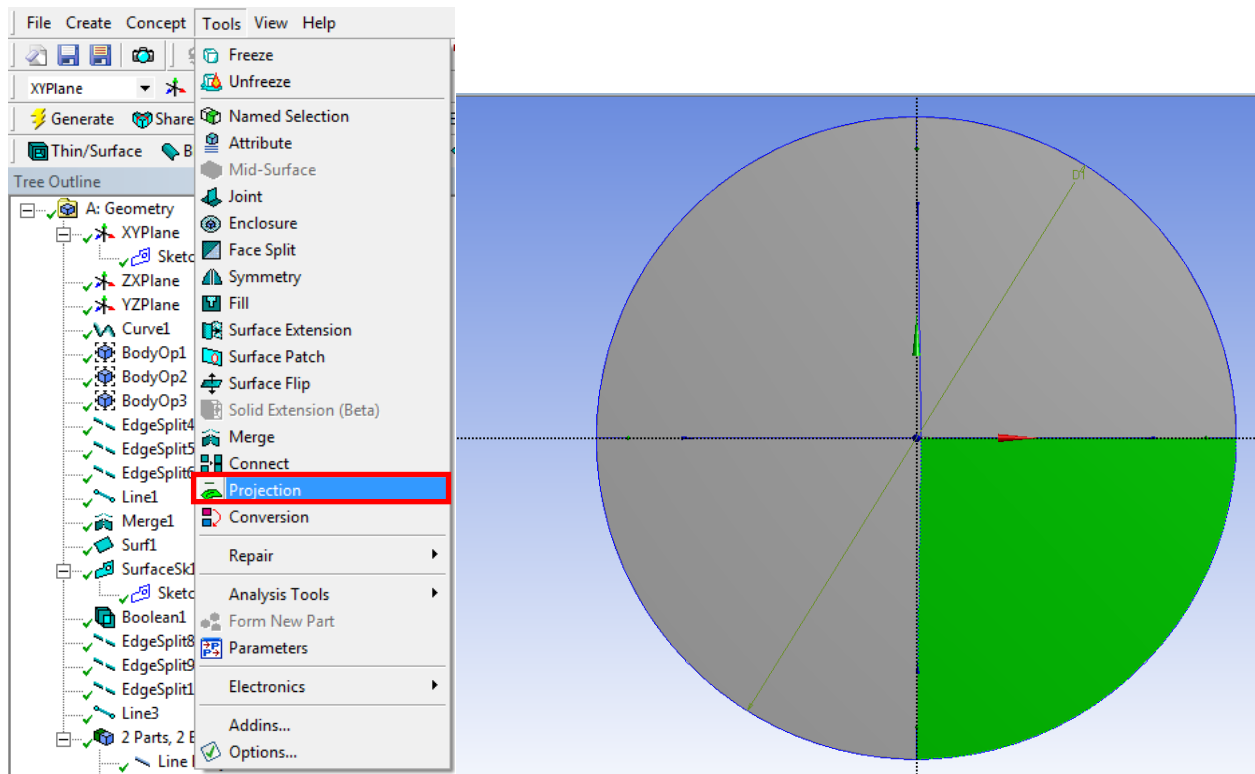 File Create Concept Tools View Help
XYPlane
Generate Share
Thin/Surface B
Tree Outline
A: Geometry
XYPlane
Sketc
ZXPlane
YZPlane
Curve1
BodyOp1
BodyOp2
BodyOp3
EdgeSplit4
EdgeSplit5
EdgeSplit6
Line1
Merge1
Surf1
SurfaceSk1
Sketc
Boolean1
EdgeSplit8
EdgeSplit9
EdgeSplit1
Line3
2 Parts, 2 B
Line
Freeze
Unfreeze
Named Selection
Attribute
Mid-Surface
Joint
Enclosure
Face Split
Symmetry
Fill
Surface Extension
Surface Patch
Surface Flip
Solid Extension (Beta)
Merge
Connect
Projection
Conversion
Repair
Analysis Tools
Form New Part
Parameters
Electronics
Addins...
Options...
D1